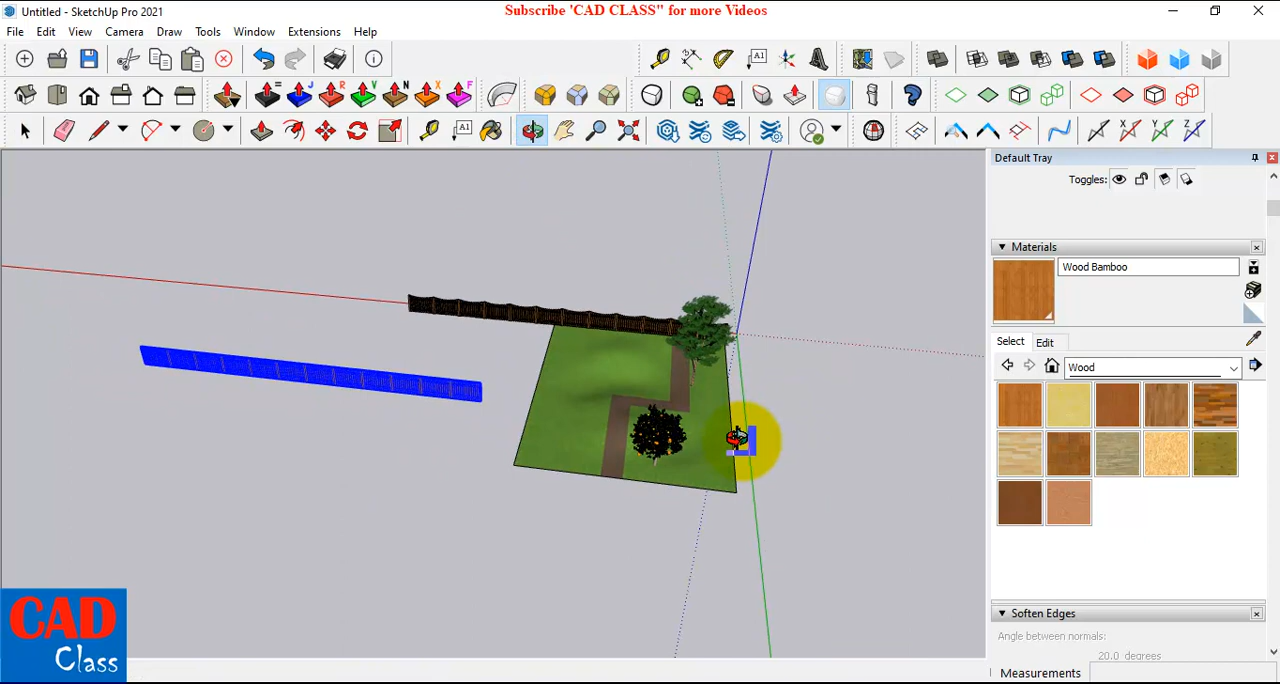 Untitled - SketchUp Pro 2021
Subscribe 'CAD CLASS" for more Videos
File Edit View Camera Draw Tools Window Extensions Help
J R V N X F
X Y Z
Default Tray
Toggles:
Materials
Wood Bamboo
Select Edit
Wood
Soften Edges
Angle between normals:
20.0 degrees
Measurements
CAD
Class